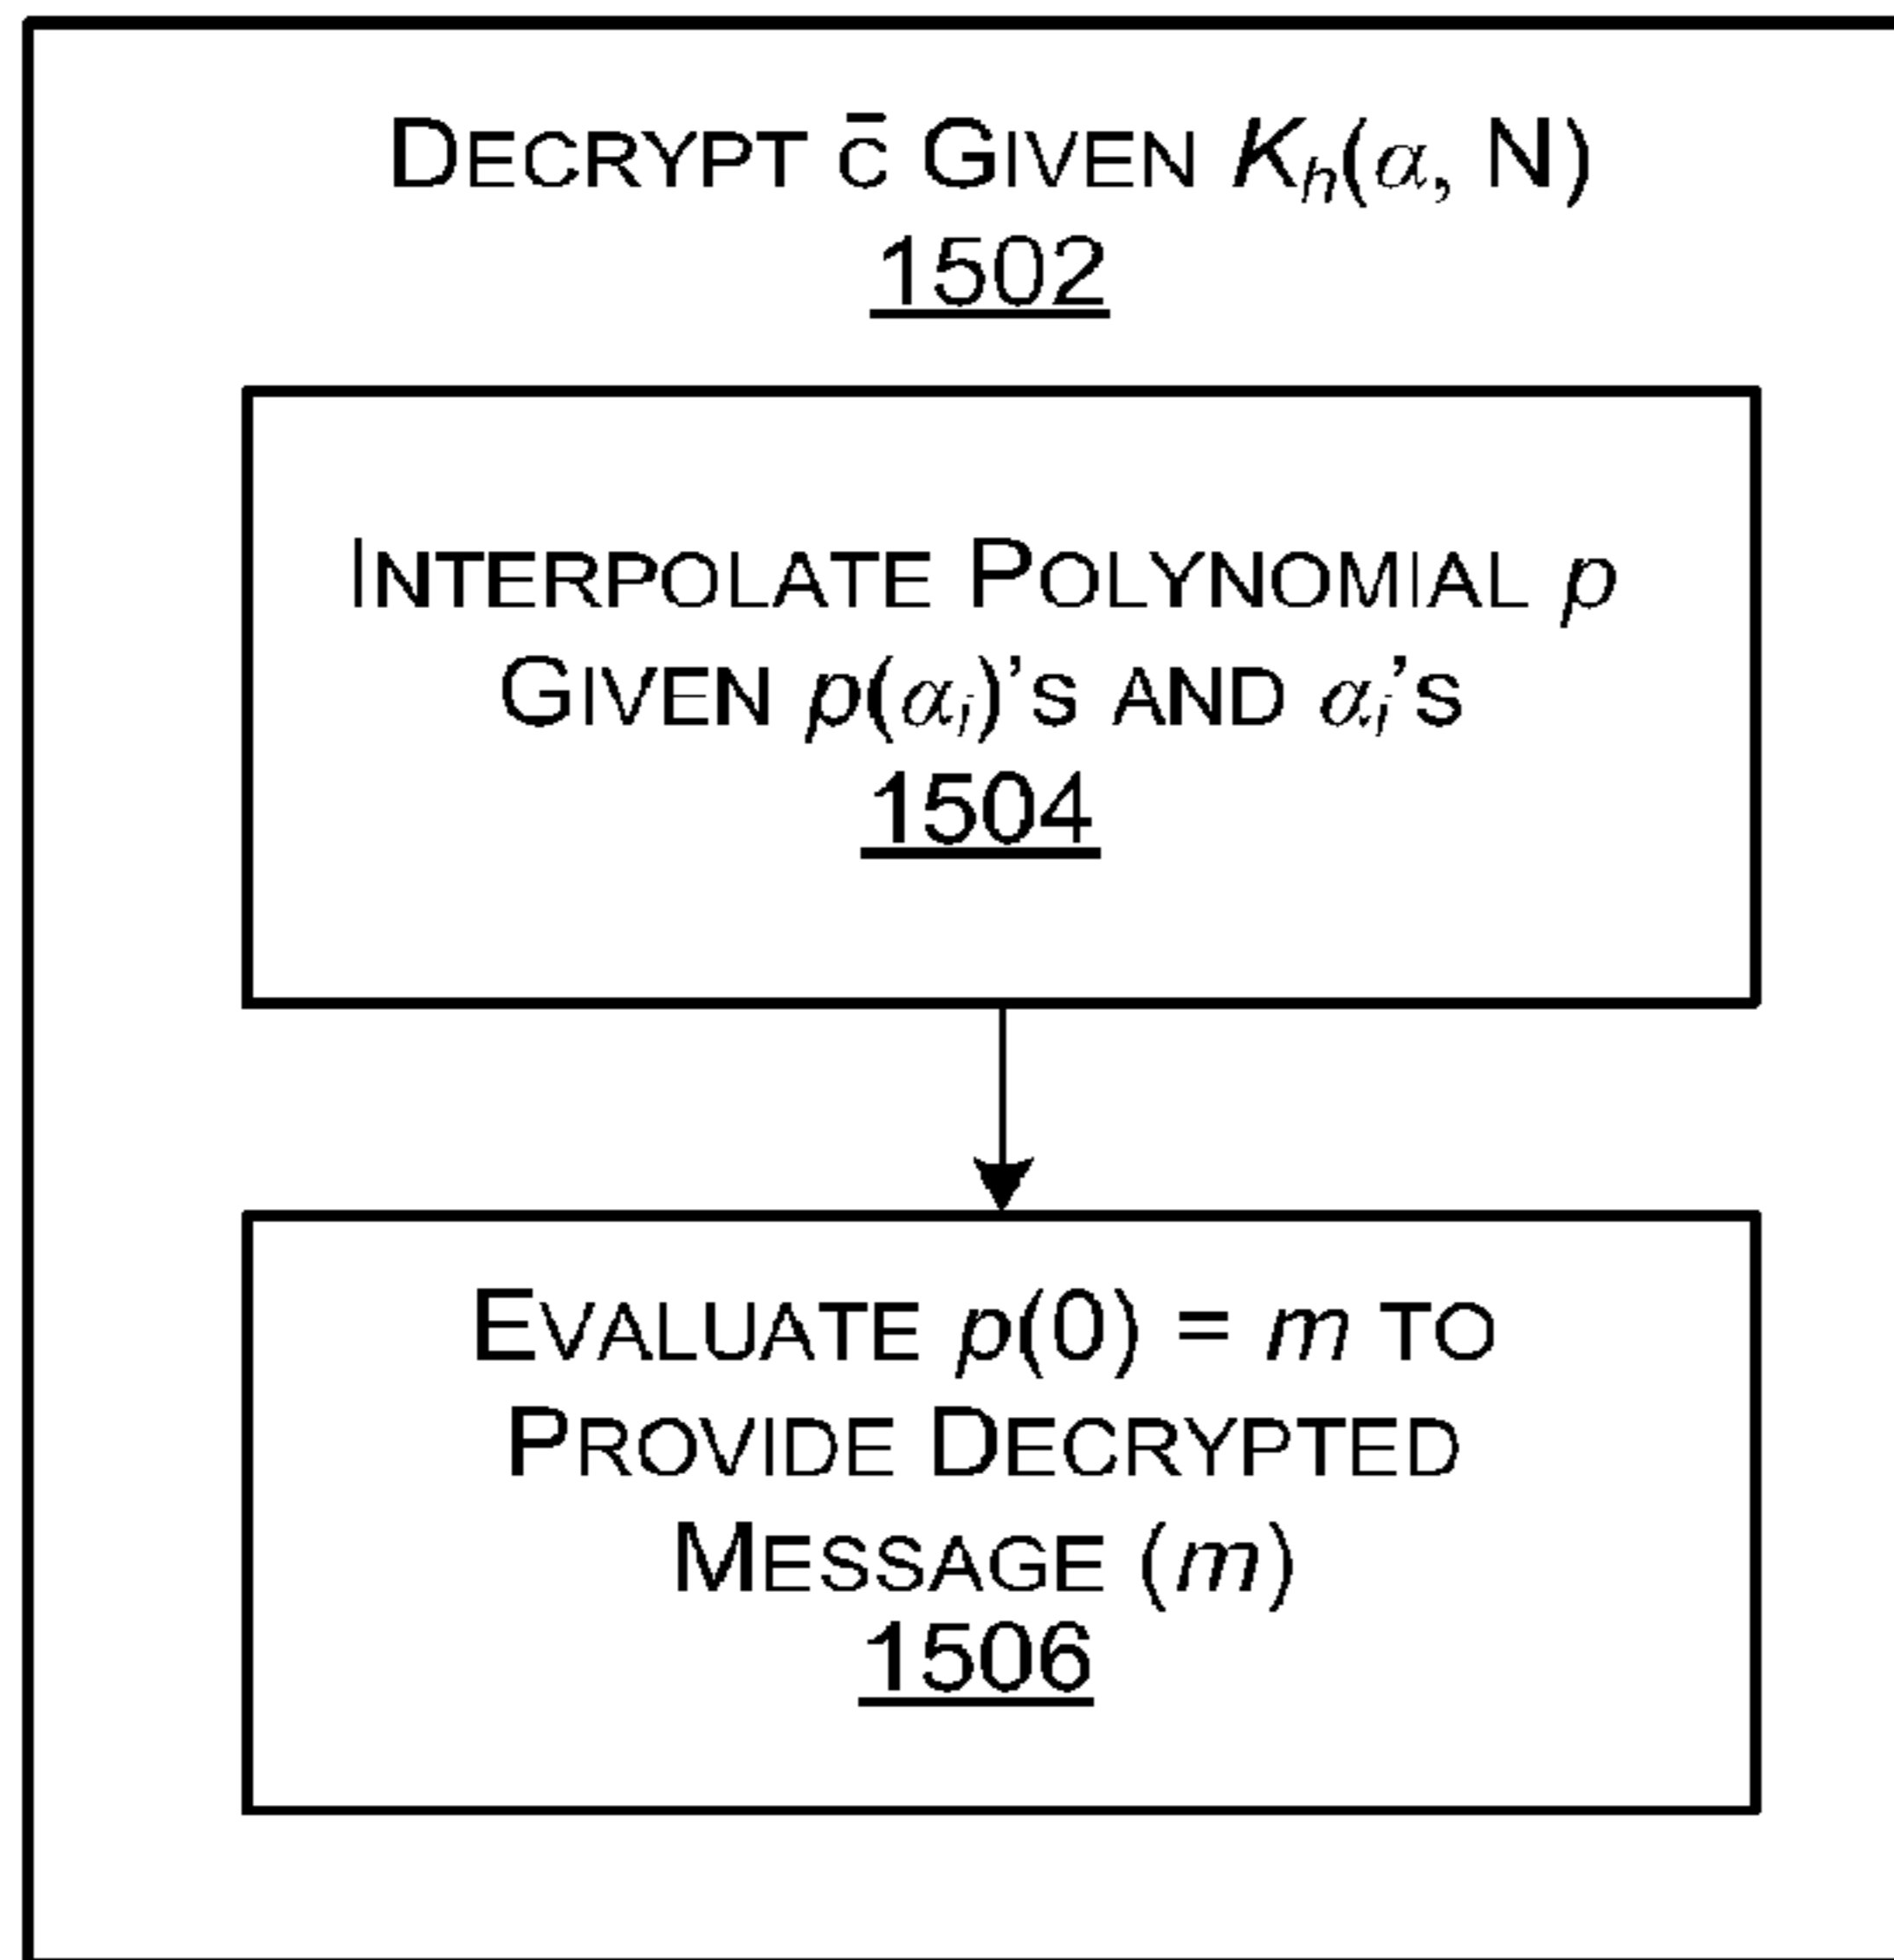 DECRYPT c̄ GIVEN Kₕ(α, N)
1502
INTERPOLATE POLYNOMIAL p
GIVEN p(αᵢ)'S AND αᵢ'S
1504
EVALUATE p(0) = m TO
PROVIDE DECRYPTED
MESSAGE (m)
1506